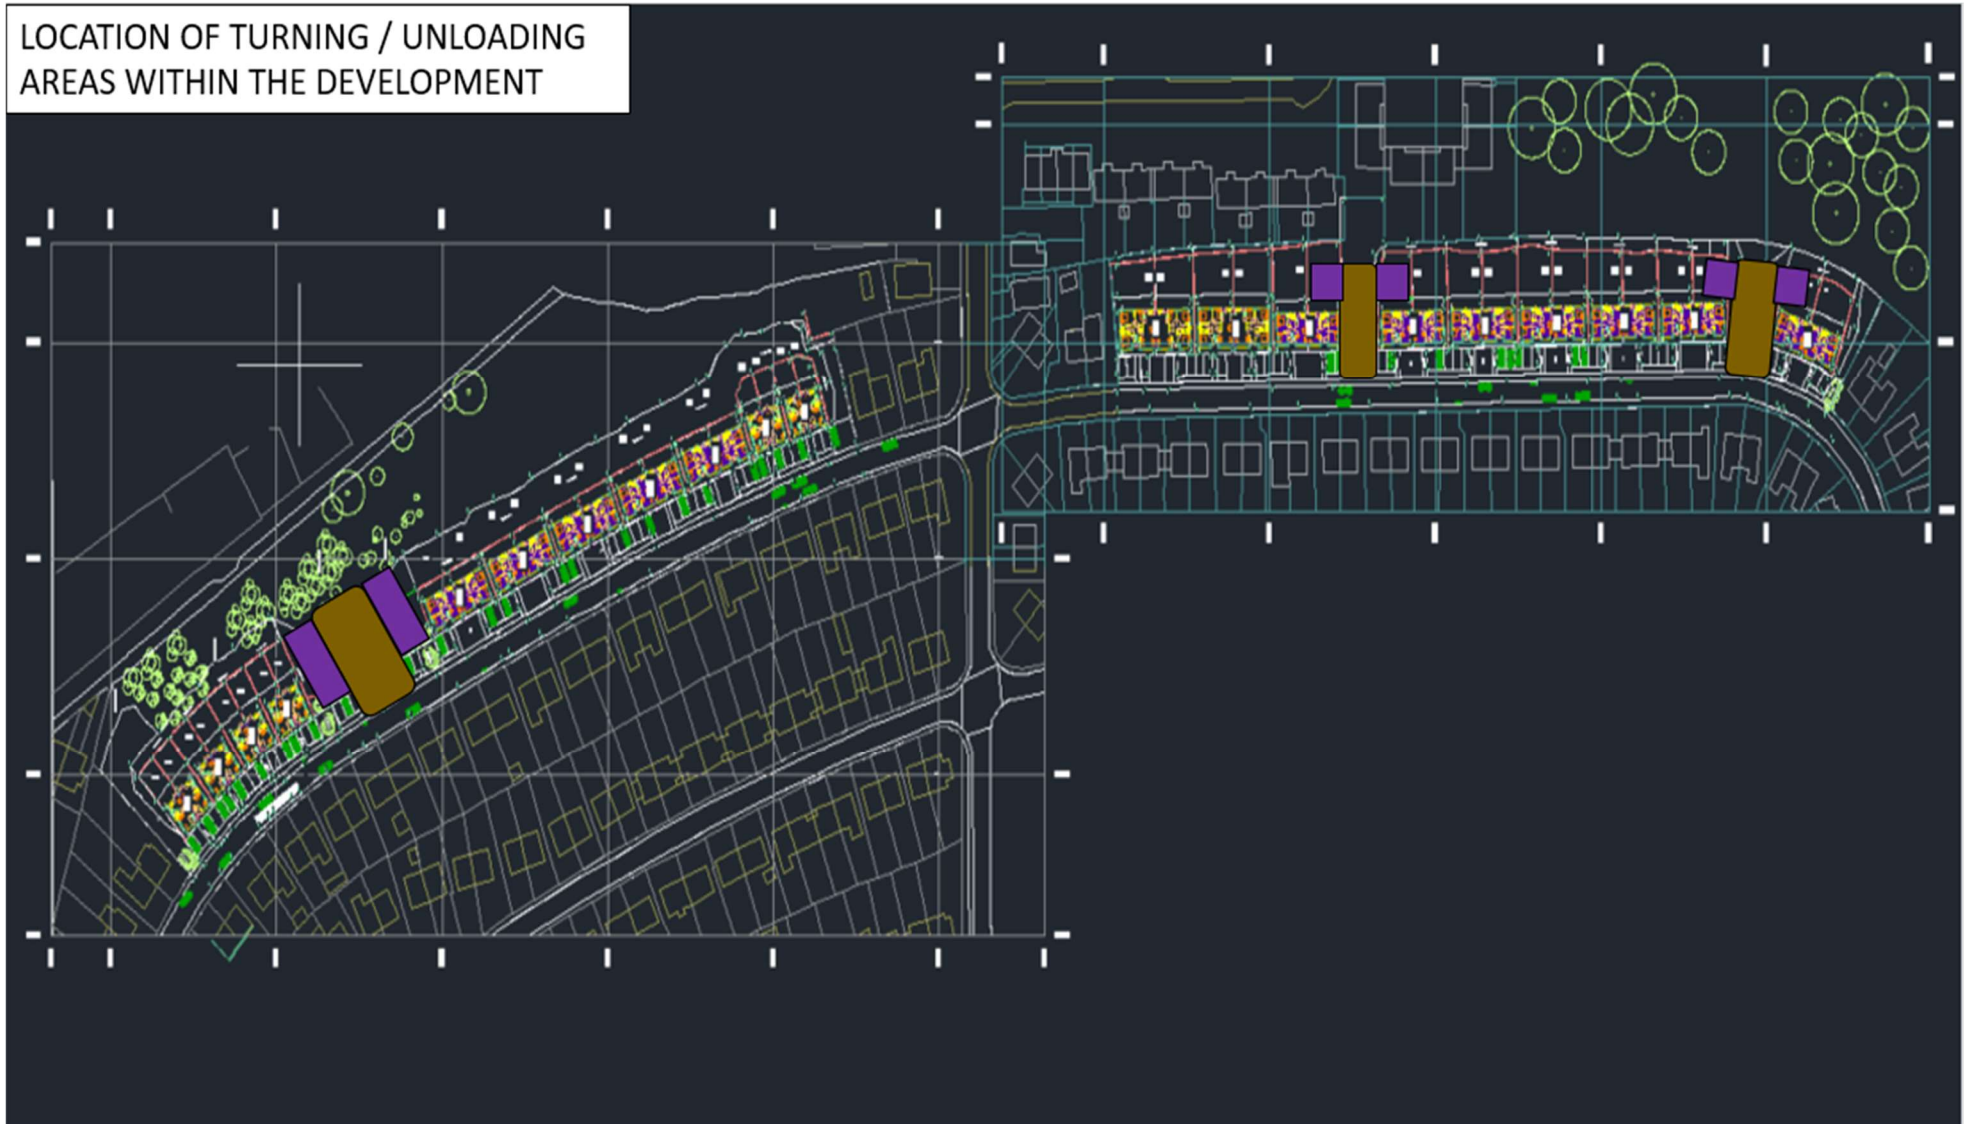 LOCATION OF TURNING / UNLOADING
AREAS WITHIN THE DEVELOPMENT